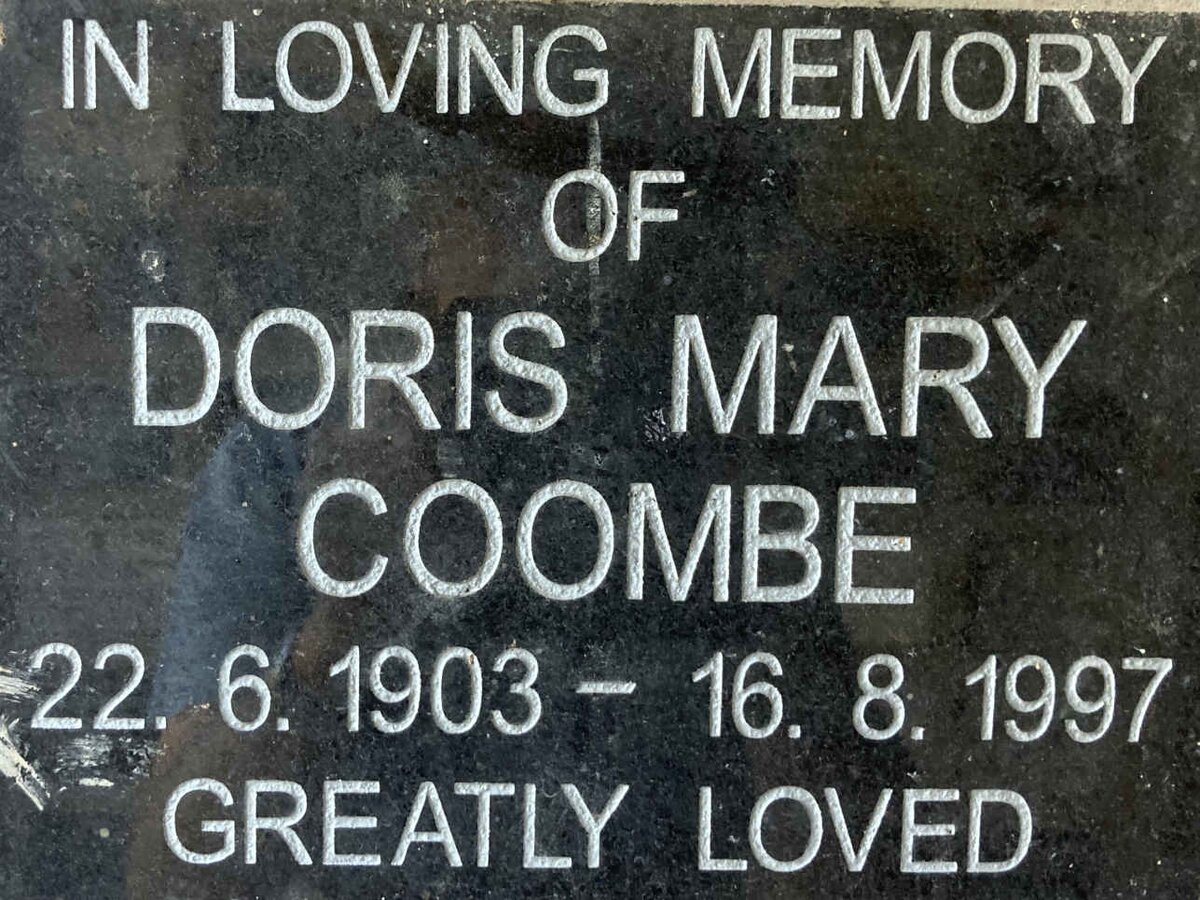 IN LOVING MEMORY
OF
DORIS MARY
COOMBE
22. 6. 1903 – 16. 8. 1997
GREATLY LOVED